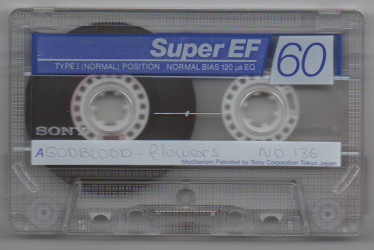 Super EF 60
TYPE I (NORMAL) POSITION NORMAL BIAS 120 μs EQ
SONY
A GODBLOOD - flowers NO 136
Mechanism Patented by Sony Corporation Tokyo Japan